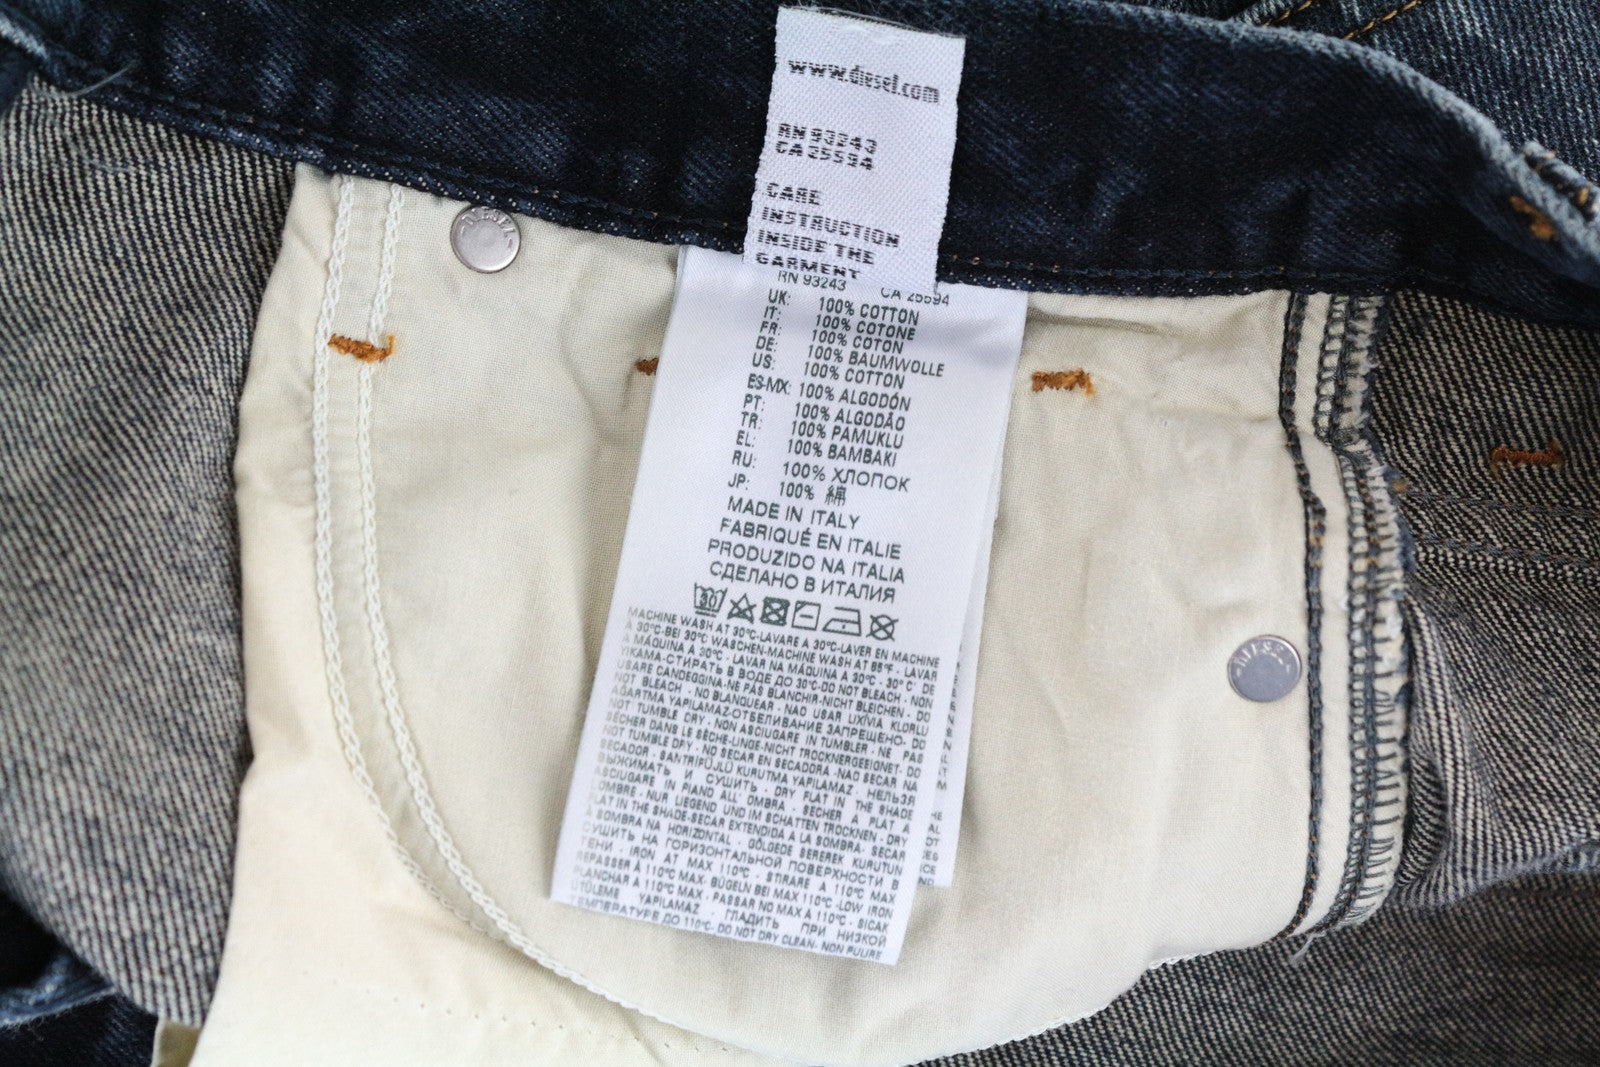 www.diesel.com
RN 93243
CA 25594
CARE
INSTRUCTION
INSIDE THE
GARMENT
RN 93243 CA 25594
UK: 100% COTTON
IT: 100% COTONE
FR: 100% COTON
DE: 100% BAUMWOLLE
US: 100% COTTON
ES-MX: 100% ALGODÓN
PT: 100% ALGODÃO
TR: 100% PAMUKLU
EL: 100% BAMBAKI
RU: 100% ХЛОПОК
JP: 100% 綿
MADE IN ITALY
FABRIQUÉ EN ITALIE
PRODUZIDO NA ITALIA
СДЕЛАНО В ИТАЛИЯ
30
MACHINE WASH AT 30°C-LAVARE A 30°C-LAVER EN MACHINE
À 30°C-BEI 30°C WASCHEN-MACHINE WASH AT 85°F - LAVAR
A MÁQUINA A 30°C - LAVAR NA MÁQUINA A 30°C - 30°C' DE
YIKAMA-СТИРАТЬ В ВОДЕ ДО 30°C-DO NOT BLEACH - NON
USARE CANDEGGINA-NE PAS BLANCHIR-NICHT BLEICHEN - DO
NOT BLEACH - NO BLANQUEAR - NAO USAR LIXÍVIA KLORLU
AĞARTMA YAPILAMAZ-ОТБЕЛИВАНИЕ ЗАПРЕЩЕНО- DO
NOT TUMBLE DRY - NON ASCIUGARE IN TUMBLER - NE PAS
SÉCHER DANS LE SÈCHE-LINGE-NICHT TROCKNERGEEIGNET- DO
NOT TUMBLE DRY - NO SECAR EN SECADORA -NAO SECAR NA
SECADOR - SANTRİFÜJLÜ KURUTMA YAPILAMAZ - НЕЛЬЗЯ
ВЫЖИМАТЬ И СУШИТЬ - DRY FLAT IN THE SHADE
ASCIUGARE IN PIANO ALL' OMBRA - SECHER A PLAT A
L'OMBRE - NUR LIEGEND UND IM SCHATTEN TROCKNEN - DRY
FLAT IN THE SHADE-SECAR EXTENDIDA A LA SOMBRA- SECAR
À SOMBRA NA HORIZONTAL - GÖLGEDE SEREREK KURUTUN
СУШИТЬ НА ГОРИЗОНТАЛЬНОЙ ПОВЕРХНОСТИ В
ТЕНИ - IRON AT MAX 110°C - STIRARE A 110°C MAX
REPASSER À 110°C MAX- BÜGELN BEI MAX 110°C -LOW IRON
PLANCHAR A 110°C MAX - PASSAR NO MAX A 110°C - SICAK
ÜTÜLEME YAPILAMAZ - ГЛАДИТЬ ПРИ НИЗКОЙ
ТЕМПЕРАТУРЕ ДО 110°C- DO NOT DRY CLEAN- NON PULIRE
DIESEL
DIESEL